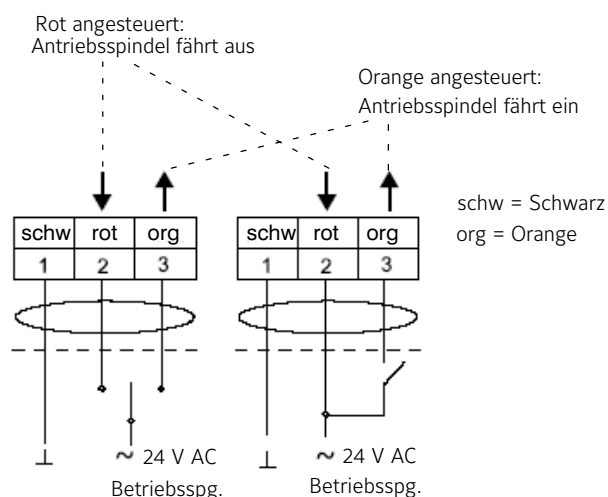 Rot angesteuert:
Antriebsspindel fährt aus
Orange angesteuert:
Antriebsspindel fährt ein
schw rot org
1 2 3
schw rot org
1 2 3
schw = Schwarz
org = Orange
⊥ ~ 24 V AC
Betriebsspg.
⊥ ~ 24 V AC
Betriebsspg.